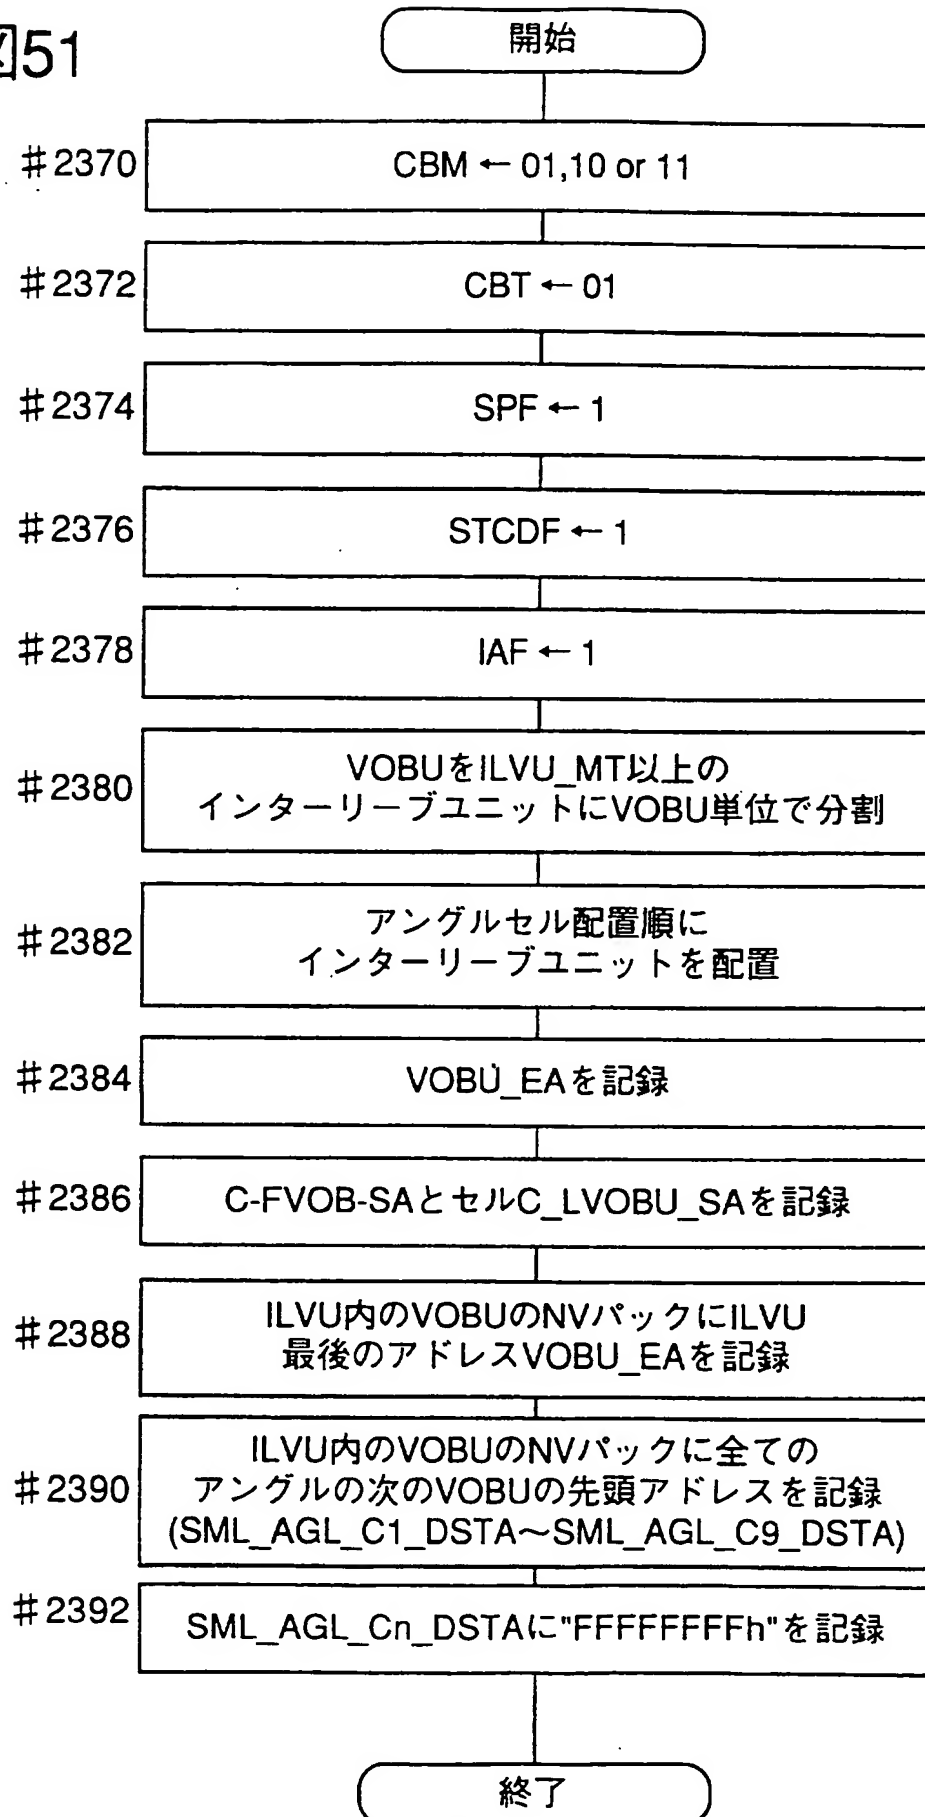 図51
開始
#2370
CBM ← 01,10 or 11
#2372
CBT ← 01
#2374
SPF ← 1
#2376
STCDF ← 1
#2378
IAF ← 1
#2380
VOBUをILVU_MT以上の
インターリーブユニットにVOBU単位で分割
#2382
アングルセル配置順に
インターリーブユニットを配置
#2384
VOBU_EAを記録
#2386
C-FVOB-SAとセルC_LVOBU_SAを記録
#2388
ILVU内のVOBUのNVパックにILVU
最後のアドレスVOBU_EAを記録
#2390
ILVU内のVOBUのNVパックに全ての
アングルの次のVOBUの先頭アドレスを記録
(SML_AGL_C1_DSTA～SML_AGL_C9_DSTA)
#2392
SML_AGL_Cn_DSTAに"FFFFFFFFh"を記録
終了